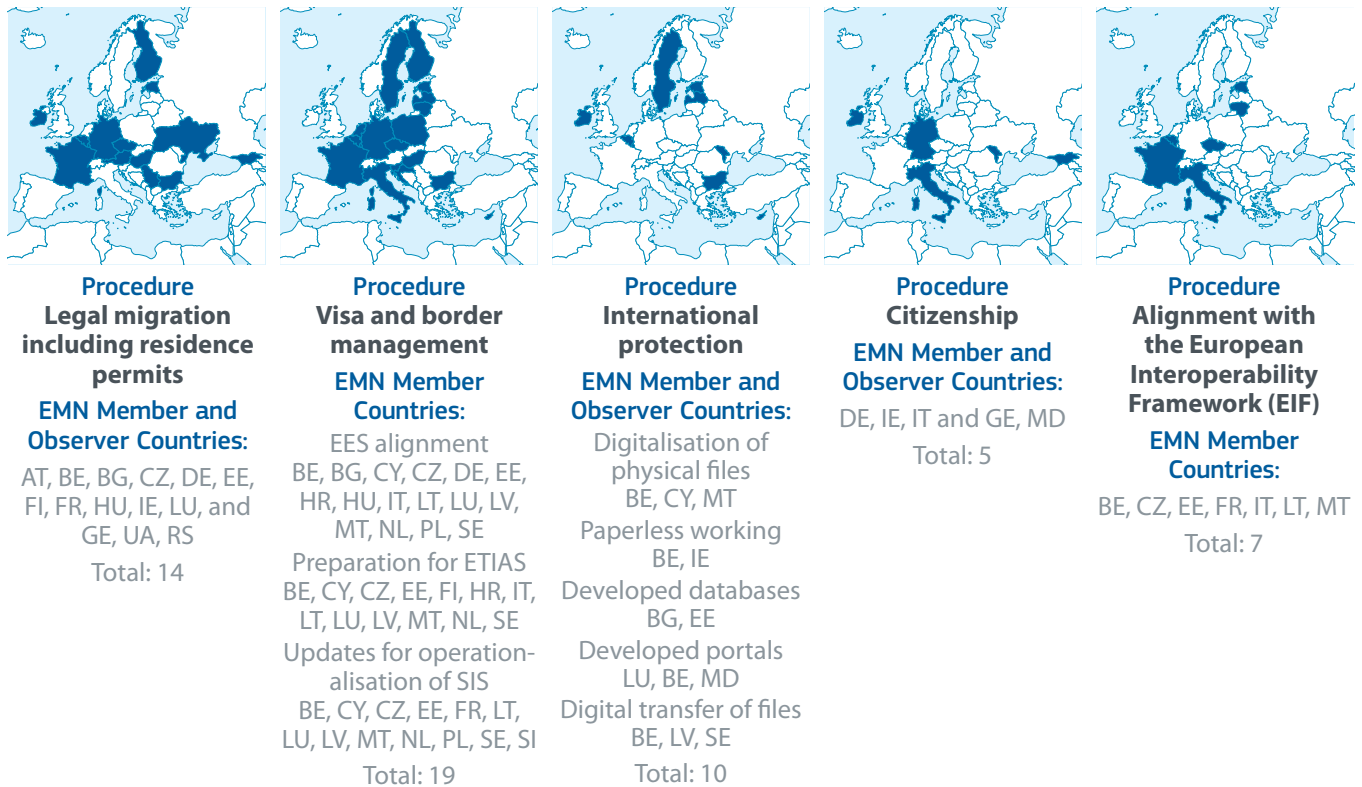 Procedure
Legal migration
including residence
permits
EMN Member and
Observer Countries:
AT, BE, BG, CZ, DE, EE,
FI, FR, HU, IE, LU, and
GE, UA, RS
Total: 14
Procedure
Visa and border
management
EMN Member
Countries:
EES alignment
BE, BG, CY, CZ, DE, EE,
HR, HU, IT, LT, LU, LV,
MT, NL, PL, SE
Preparation for ETIAS
BE, CY, CZ, EE, FI, HR, IT,
LT, LU, LV, MT, NL, SE
Updates for operation-
alisation of SIS
BE, CY, CZ, EE, FR, LT,
LU, LV, MT, NL, PL, SE, SI
Total: 19
Procedure
International
protection
EMN Member and
Observer Countries:
Digitalisation of
physical files
BE, CY, MT
Paperless working
BE, IE
Developed databases
BG, EE
Developed portals
LU, BE, MD
Digital transfer of files
BE, LV, SE
Total: 10
Procedure
Citizenship
EMN Member and
Observer Countries:
DE, IE, IT and GE, MD
Total: 5
Procedure
Alignment with
the European
Interoperability
Framework (EIF)
EMN Member
Countries:
BE, CZ, EE, FR, IT, LT, MT
Total: 7